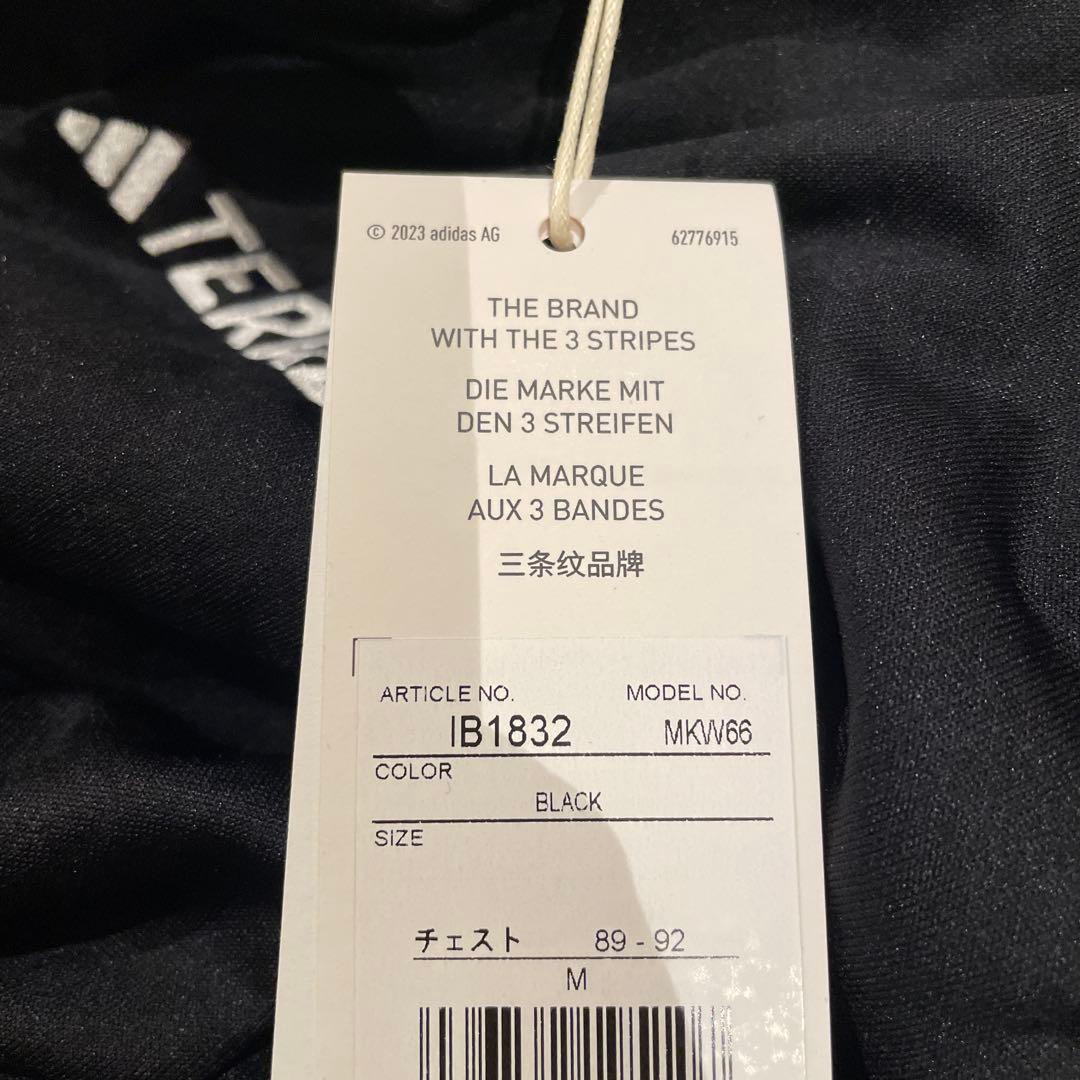 TERR
© 2023 adidas AG 62776915
THE BRAND
WITH THE 3 STRIPES
DIE MARKE MIT
DEN 3 STREIFEN
LA MARQUE
AUX 3 BANDES
三条纹品牌
ARTICLE NO. MODEL NO.
IB1832 MKW66
COLOR
BLACK
SIZE
チェスト 89 - 92
M